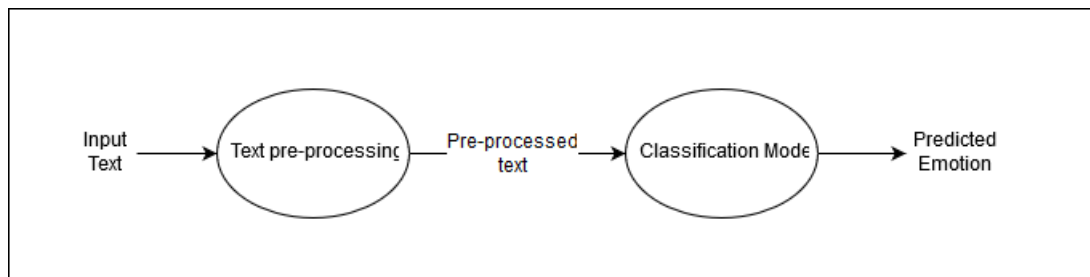 Input
Text
Text pre-processing
Pre-processed
text
Classification Mode
Predicted
Emotion